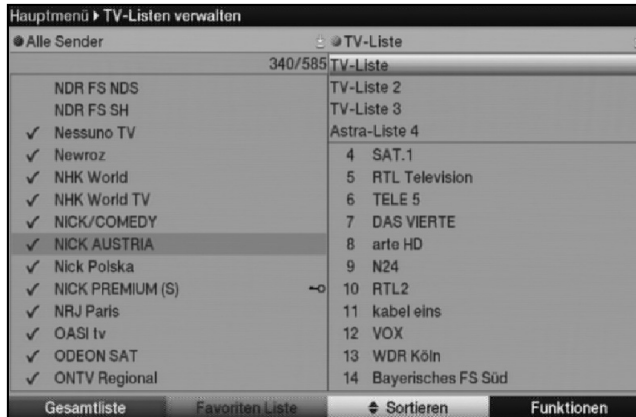 Hauptmenü ▸ TV-Listen verwalten
Alle Sender
340/585
NDR FS NDS
NDR FS SH
✓ Nessuno TV
✓ Newroz
✓ NHK World
✓ NHK World TV
✓ NICK/COMEDY
✓ NICK AUSTRIA
✓ Nick Polska
✓ NICK PREMIUM (S)
✓ NRJ Paris
✓ OASI tv
✓ ODEON SAT
✓ ONTV Regional
TV-Liste
TV-Liste
TV-Liste 2
TV-Liste 3
Astra-Liste 4
4 SAT.1
5 RTL Television
6 TELE 5
7 DAS VIERTE
8 arte HD
9 N24
10 RTL2
11 kabel eins
12 VOX
13 WDR Köln
14 Bayerisches FS Süd
Gesamtliste Favoriten Liste Sortieren Funktionen